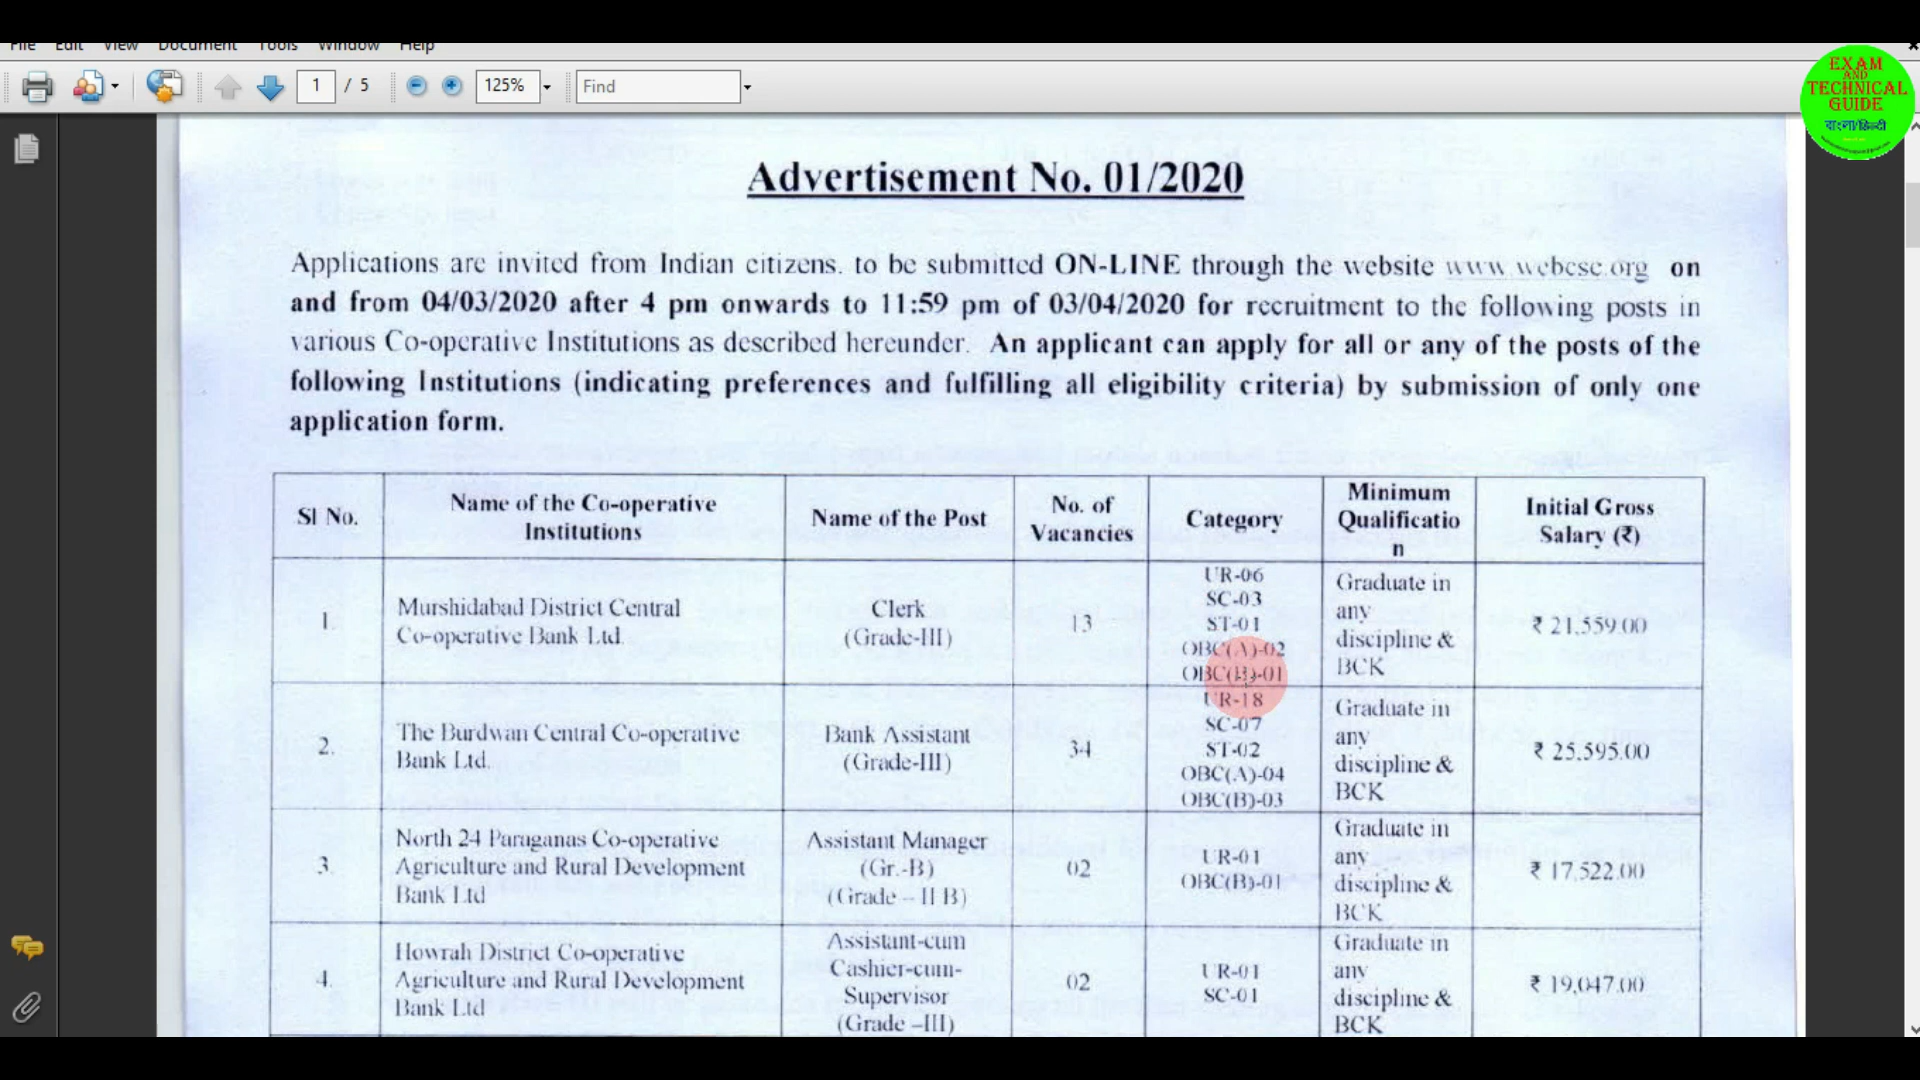 File Edit View Document Tools Window Help
1 / 5 125% Find
EXAM
AND
TECHNICAL
GUIDE
বাংলা/हिन्दी
Advertisement No. 01/2020
Applications are invited from Indian citizens, to be submitted ON-LINE through the website www.webcsc.org on
and from 04/03/2020 after 4 pm onwards to 11:59 pm of 03/04/2020 for recruitment to the following posts in
various Co-operative Institutions as described hereunder. An applicant can apply for all or any of the posts of the
following Institutions (indicating preferences and fulfilling all eligibility criteria) by submission of only one
application form.
Sl No.
Name of the Co-operative
Institutions
Name of the Post
No. of
Vacancies
Category
Minimum
Qualificatio
n
Initial Gross
Salary (₹)
1.
Murshidabad District Central
Co-operative Bank Ltd
Clerk
(Grade-III)
13
UR-06
SC-03
ST-01
OBC(A)-02
OBC(B)-01
Graduate in
any
discipline &
BCK
₹ 21,559.00
2.
The Burdwan Central Co-operative
Bank Ltd.
Bank Assistant
(Grade-III)
34
UR-18
SC-07
ST-02
OBC(A)-04
OBC(B)-03
Graduate in
any
discipline &
BCK
₹ 25,595.00
3.
North 24 Paraganas Co-operative
Agriculture and Rural Development
Bank Ltd
Assistant Manager
(Gr.-B)
(Grade – II B)
02
UR-01
OBC(B)-01
Graduate in
any
discipline &
BCK
₹ 17,522.00
4.
Howrah District Co-operative
Agriculture and Rural Development
Bank Ltd
Assistant-cum
Cashier-cum-
Supervisor
(Grade –III)
02
UR-01
SC-01
Graduate in
any
discipline &
BCK
₹ 19,047.00